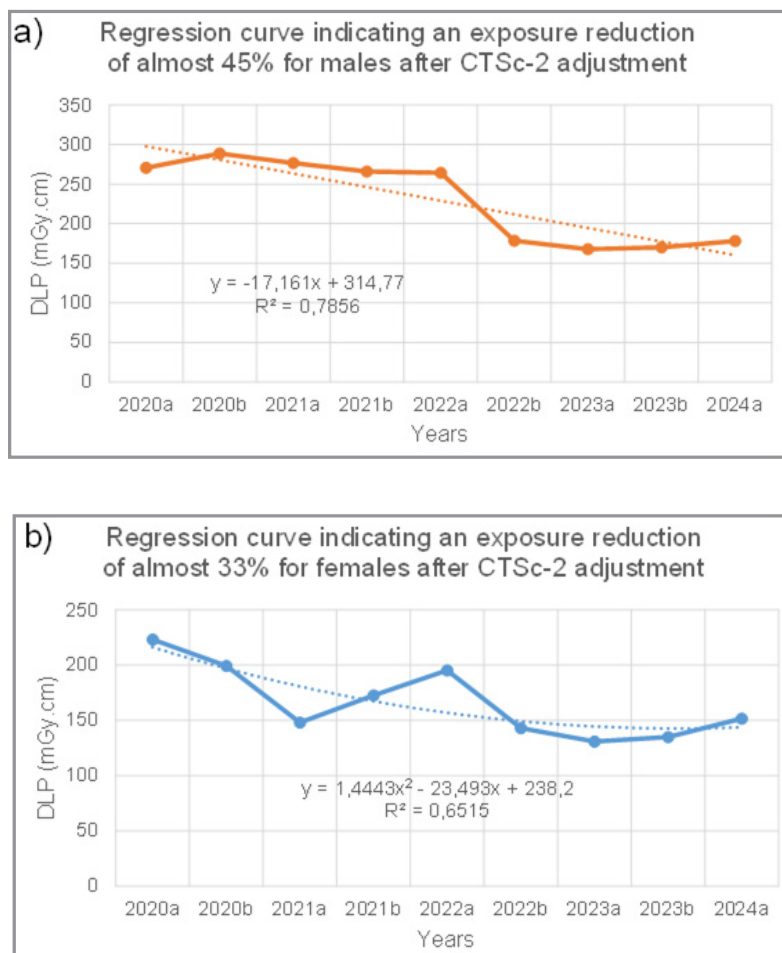 a)
Regression curve indicating an exposure reduction
of almost 45% for males after CTSc-2 adjustment
350
300
250
200
150
100
50
0
DLP (mGy.cm)
y = -17,161x + 314,77
R² = 0,7856
2020a 2020b 2021a 2021b 2022a 2022b 2023a 2023b 2024a
Years
b)
Regression curve indicating an exposure reduction
of almost 33% for females after CTSc-2 adjustment
250
200
150
100
50
0
DLP (mGy.cm)
y = 1,4443x² - 23,493x + 238,2
R² = 0,6515
2020a 2020b 2021a 2021b 2022a 2022b 2023a 2023b 2024a
Years